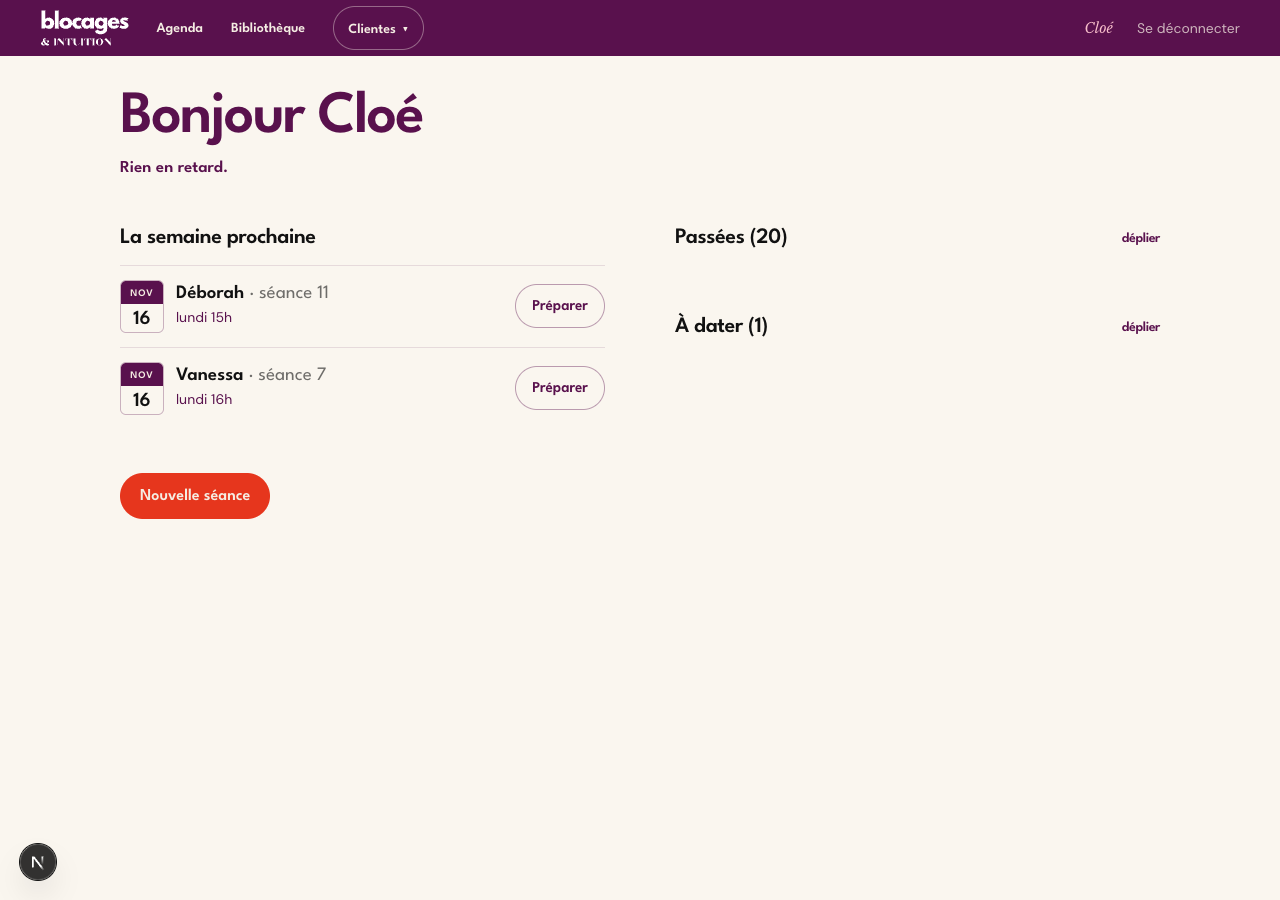 blocages
& INTUITION
Agenda
Bibliothèque
Clientes ▾
Cloé
Se déconnecter
Bonjour Cloé
Rien en retard.
La semaine prochaine
NOV
16
Déborah · séance 11
lundi 15h
Préparer
NOV
16
Vanessa · séance 7
lundi 16h
Préparer
Nouvelle séance
Passées (20)
déplier
À dater (1)
déplier
N